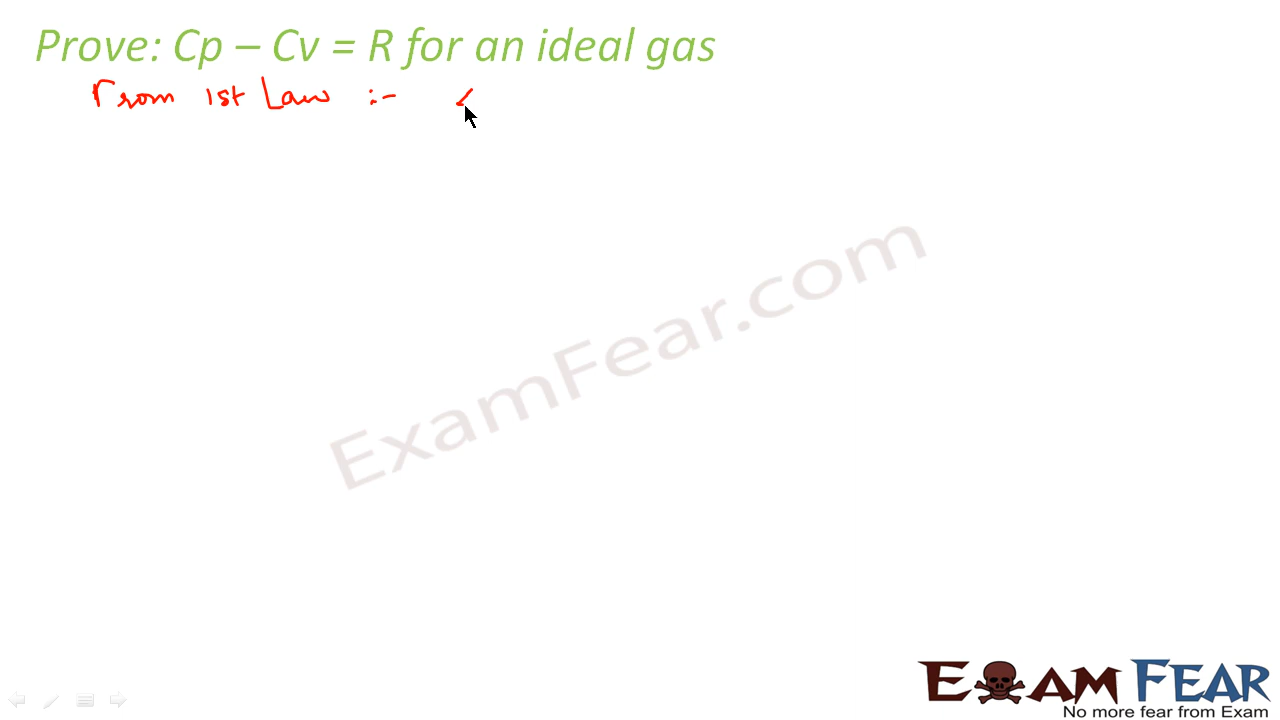 Prove: Cp – Cv = R for an ideal gas
From 1st Law :-
ExamFear.com
EXAM FEAR
No more fear from Exam